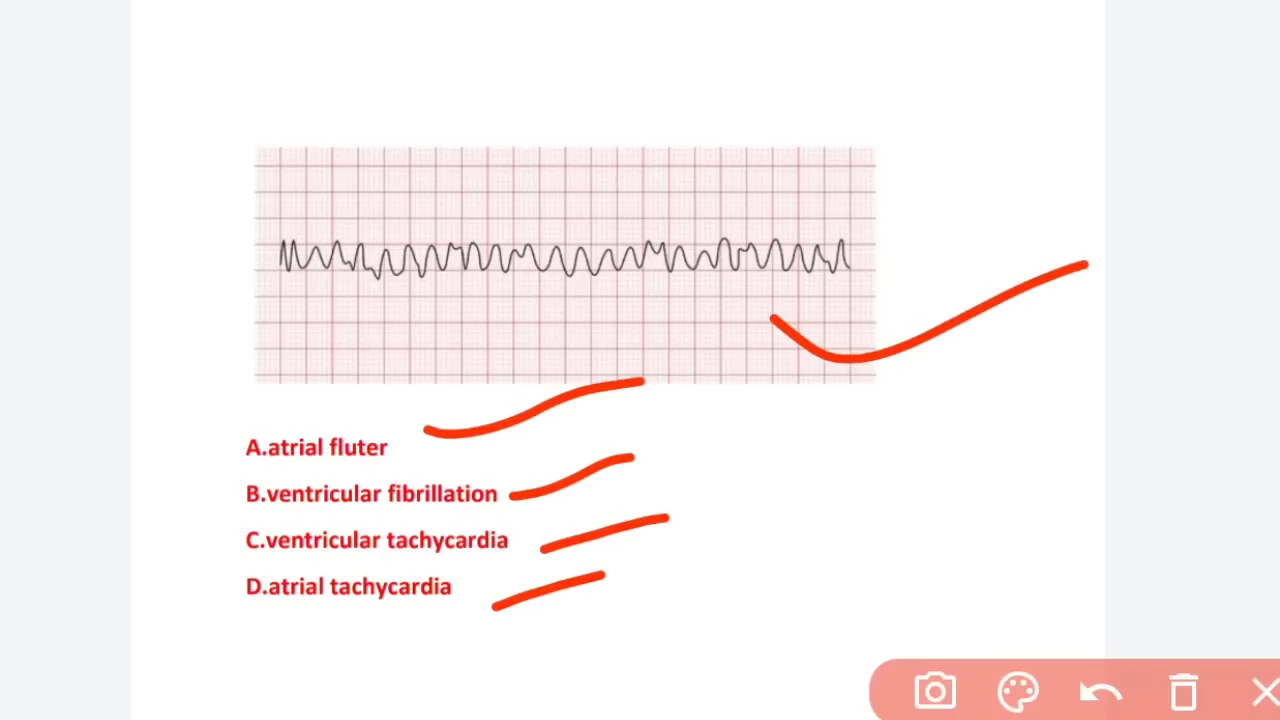 A.atrial fluter
B.ventricular fibrillation
C.ventricular tachycardia
D.atrial tachycardia